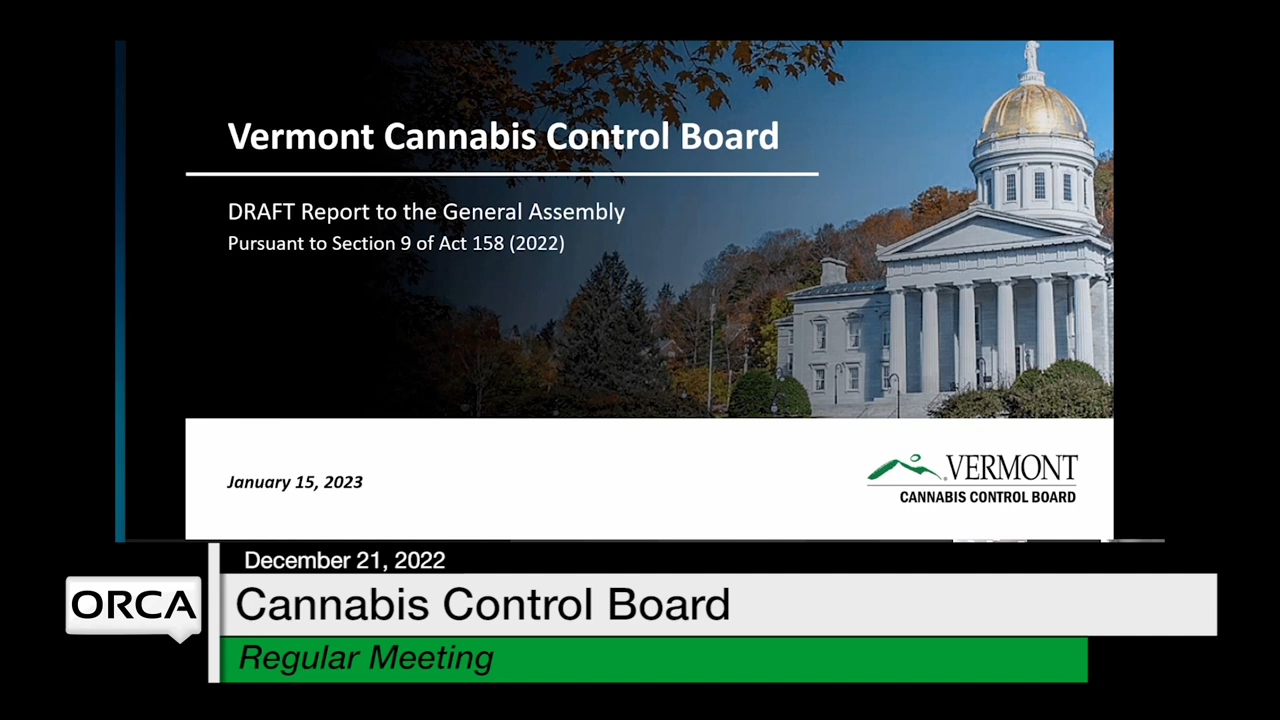 Vermont Cannabis Control Board
DRAFT Report to the General Assembly
Pursuant to Section 9 of Act 158 (2022)
January 15, 2023
VERMONT
CANNABIS CONTROL BOARD
December 21, 2022
ORCA
Cannabis Control Board
Regular Meeting